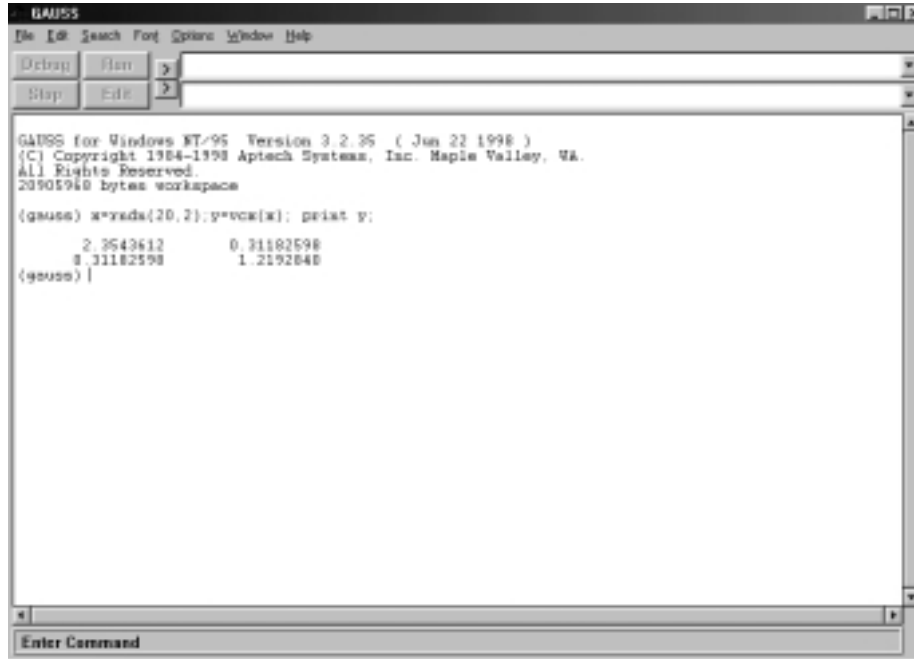 GAUSS
File Edit Search Font Options Window Help
Debug Run >
Stop Edit >
GAUSS for Windows NT/95 Version 3.2.35 ( Jun 22 1998 )
(C) Copyright 1984-1998 Aptech Systems, Inc. Maple Valley, WA.
All Rights Reserved.
20905968 bytes workspace
(gauss) x=rndn(20,2);y=vcx(x); print y;
2.3543612 0.31182598
0.31182598 1.2192840
(gauss)
Enter Command